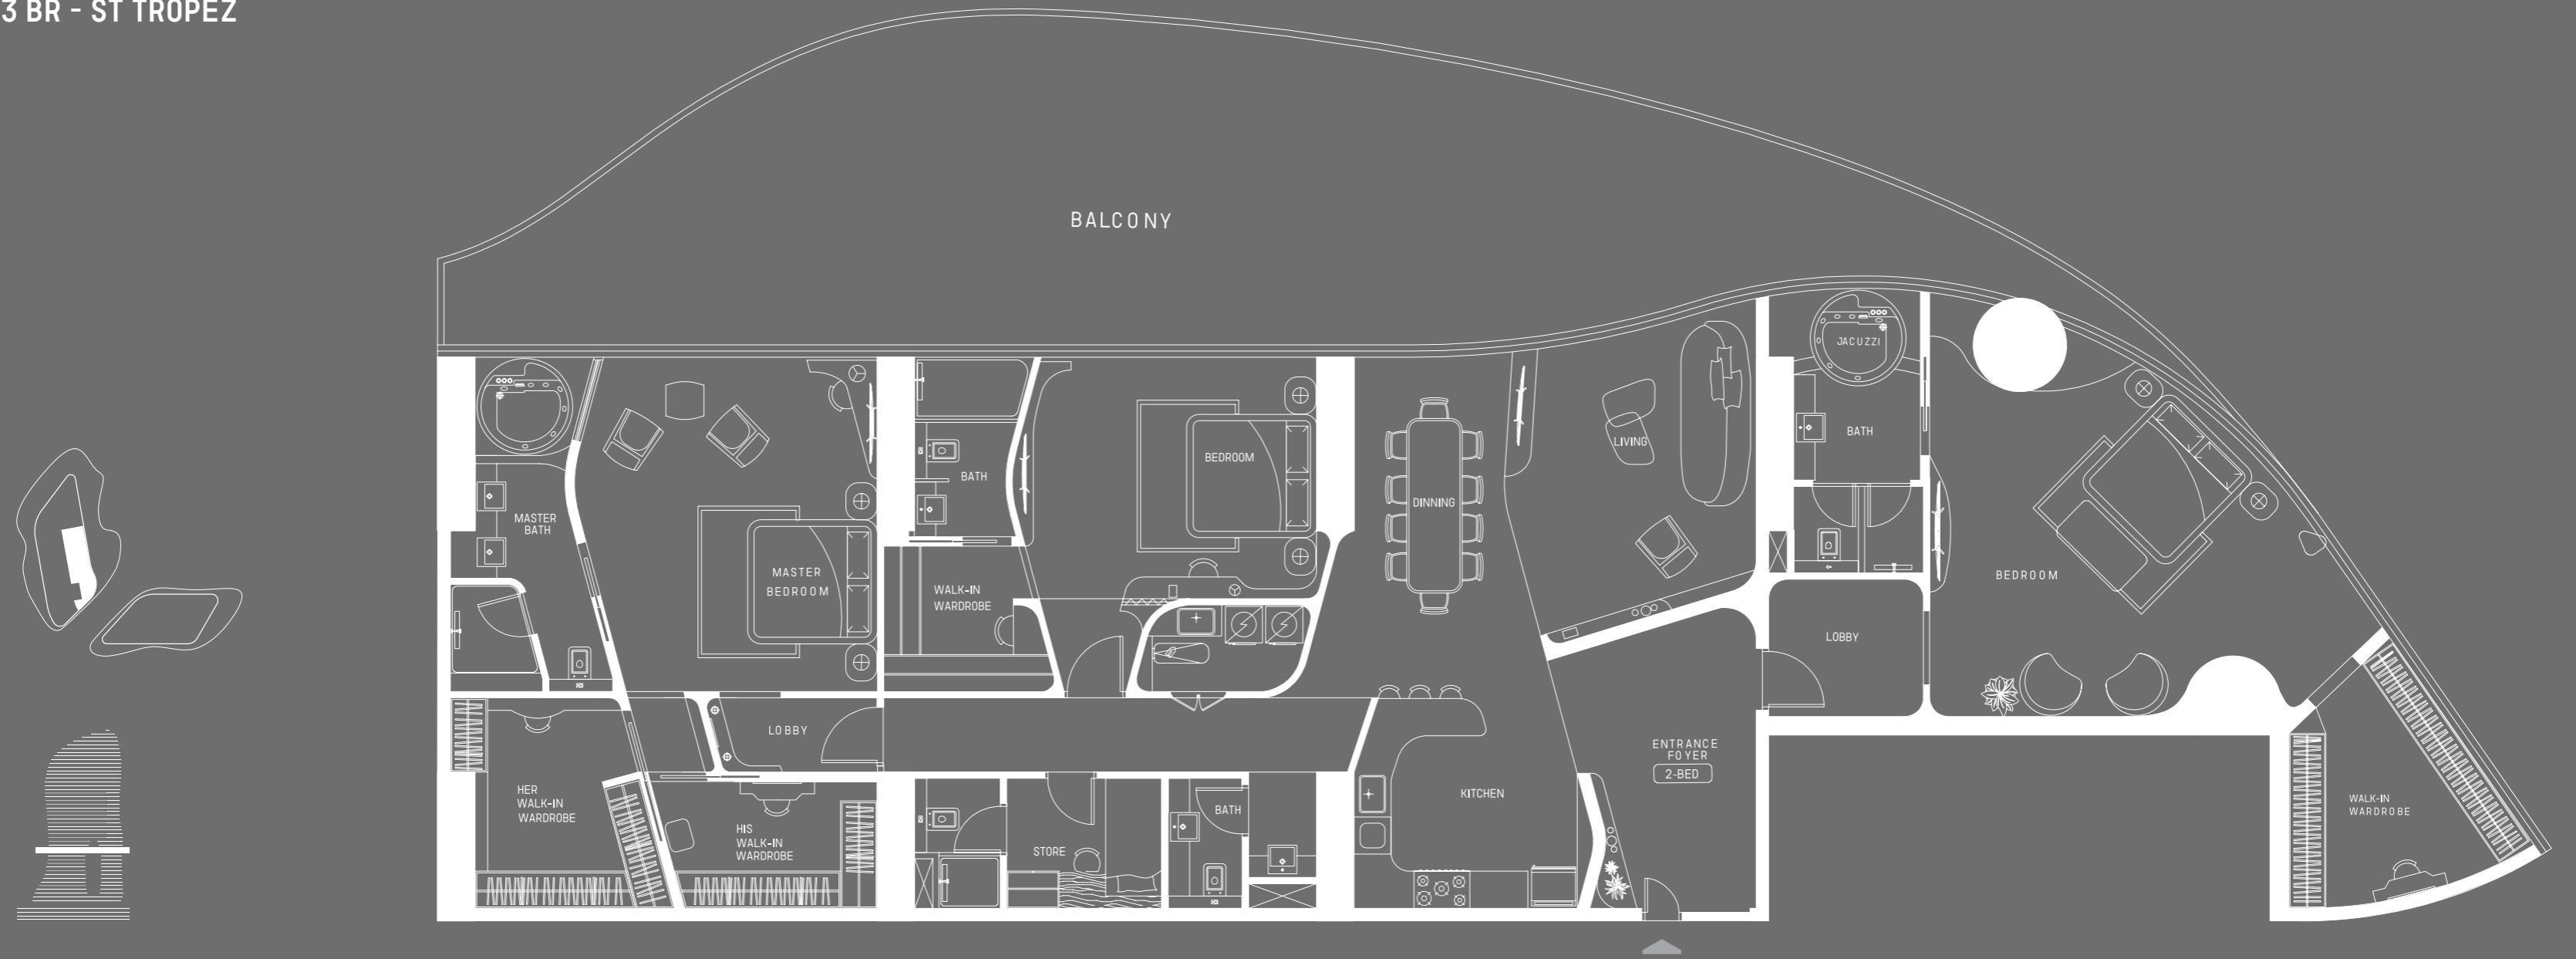 3 BR - ST TROPEZ
BALCONY
JACUZZI
BATH
LIVING
BEDROOM
DINNING
BATH
MASTER
BATH
MASTER
BEDROOM
WALK-IN
WARDROBE
BEDROOM
LOBBY
LOBBY
ENTRANCE
FOYER
2-BED
HER
WALK-IN
WARDROBE
HIS
WALK-IN
WARDROBE
STORE
BATH
KITCHEN
WALK-IN
WARDROBE